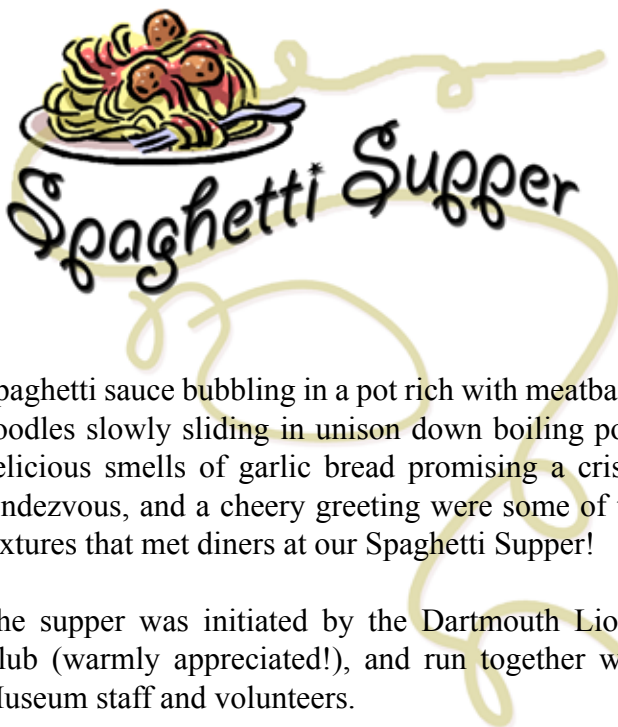 Spaghetti Supper
paghetti sauce bubbling in a pot rich with meatba
oodles slowly sliding in unison down boiling po
elicious smells of garlic bread promising a cris
endezvous, and a cheery greeting were some of t
xtures that met diners at our Spaghetti Supper!
he supper was initiated by the Dartmouth Lio
lub (warmly appreciated!), and run together w
Museum staff and volunteers.